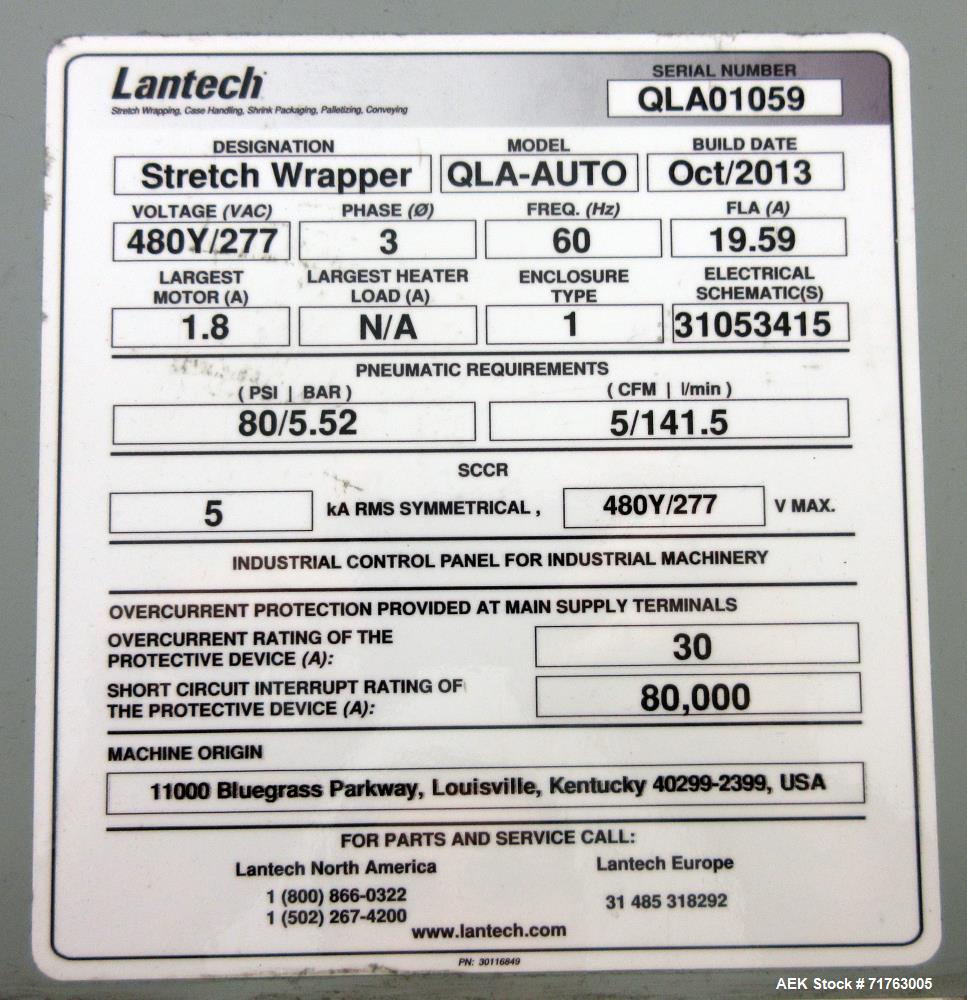 Lantech
Stretch Wrapping, Case Handling, Shrink Packaging, Palletizing, Conveying
SERIAL NUMBER
QLA01059
DESIGNATION MODEL BUILD DATE
Stretch Wrapper QLA-AUTO Oct/2013
VOLTAGE (VAC) PHASE (Ø) FREQ. (Hz) FLA (A)
480Y/277 3 60 19.59
LARGEST LARGEST HEATER ENCLOSURE ELECTRICAL
MOTOR (A) LOAD (A) TYPE SCHEMATIC(S)
1.8 N/A 1 31053415
PNEUMATIC REQUIREMENTS
( PSI | BAR ) ( CFM | l/min )
80/5.52 5/141.5
SCCR
5 kA RMS SYMMETRICAL , 480Y/277 V MAX.
INDUSTRIAL CONTROL PANEL FOR INDUSTRIAL MACHINERY
OVERCURRENT PROTECTION PROVIDED AT MAIN SUPPLY TERMINALS
OVERCURRENT RATING OF THE
PROTECTIVE DEVICE (A): 30
SHORT CIRCUIT INTERRUPT RATING OF
THE PROTECTIVE DEVICE (A): 80,000
MACHINE ORIGIN
11000 Bluegrass Parkway, Louisville, Kentucky 40299-2399, USA
FOR PARTS AND SERVICE CALL:
Lantech North America Lantech Europe
1 (800) 866-0322 31 485 318292
1 (502) 267-4200
www.lantech.com
PN: 30116849
AEK Stock # 71763005